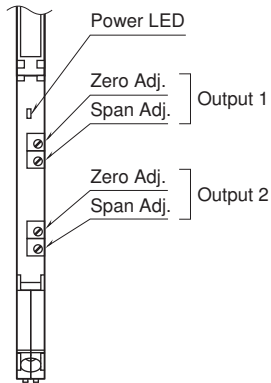 Power LED
Zero Adj.
Span Adj.
Output 1
Zero Adj.
Span Adj.
Output 2